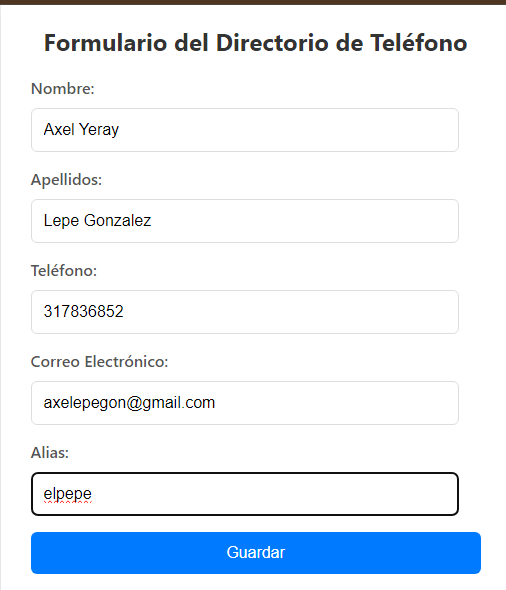 Formulario del Directorio de Teléfono
Nombre:
Axel Yeray
Apellidos:
Lepe Gonzalez
Teléfono:
317836852
Correo Electrónico:
axelepegon@gmail.com
Alias:
elpepe
Guardar